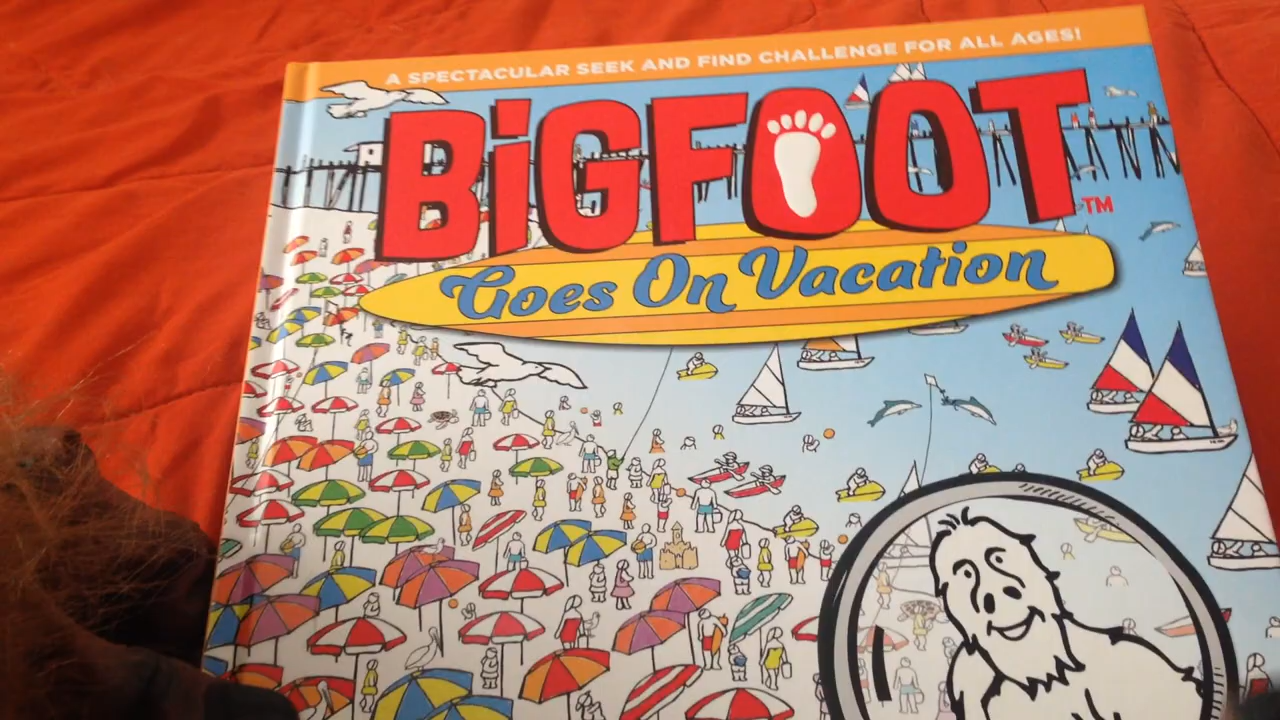 A SPECTACULAR SEEK AND FIND CHALLENGE FOR ALL AGES!
BiGFOOT™
Goes On Vacation